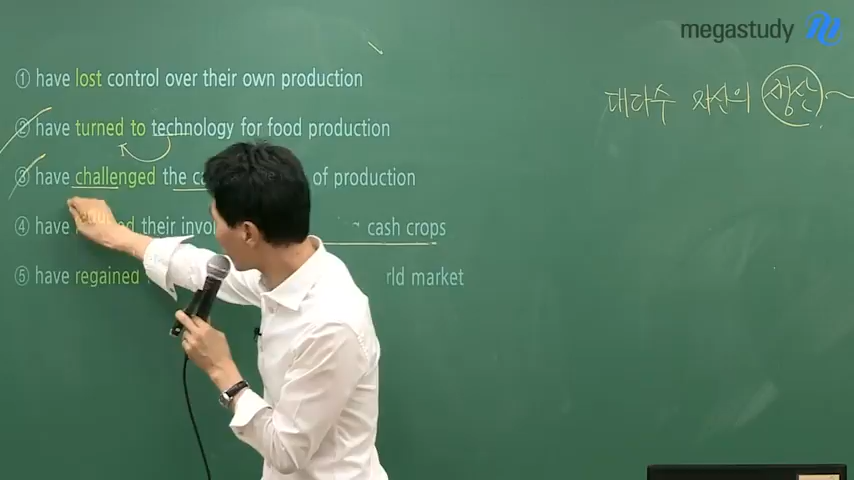 megastudy
① have lost control over their own production
② have turned to technology for food production
③ have challenged the of production
④ have their cash crops
⑤ have regained market
대다수 자신의 생산~